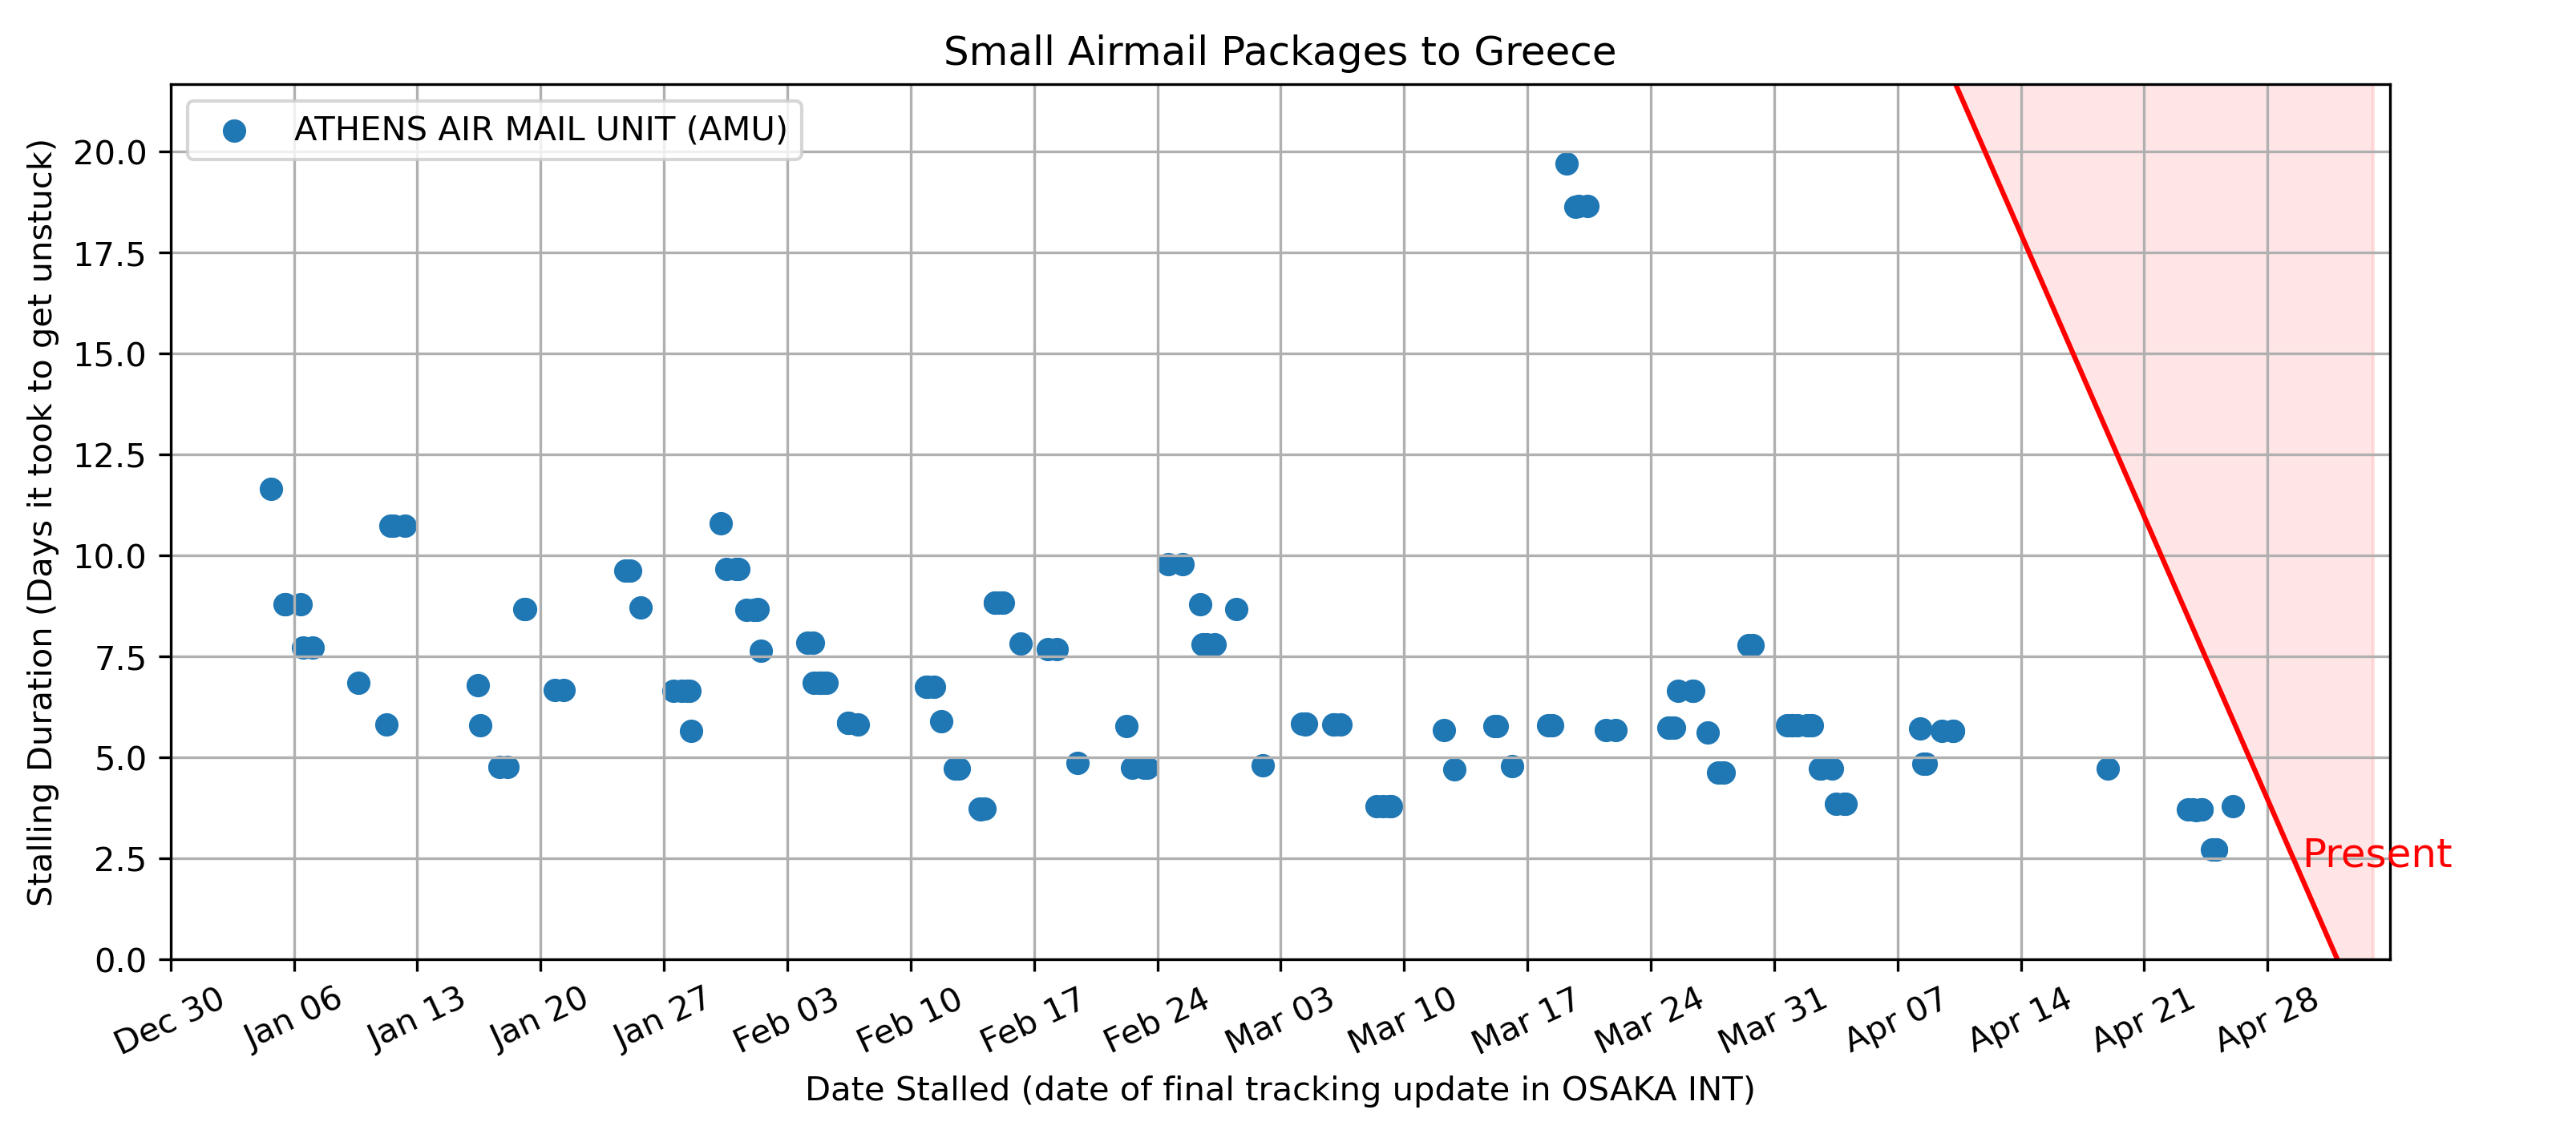 Small Airmail Packages to Greece
ATHENS AIR MAIL UNIT (AMU)
Stalling Duration (Days it took to get unstuck)
20.0
17.5
15.0
12.5
10.0
7.5
5.0
2.5
0.0
Present
Dec 30
Jan 06
Jan 13
Jan 20
Jan 27
Feb 03
Feb 10
Feb 17
Feb 24
Mar 03
Mar 10
Mar 17
Mar 24
Mar 31
Apr 07
Apr 14
Apr 21
Apr 28
Date Stalled (date of final tracking update in OSAKA INT)